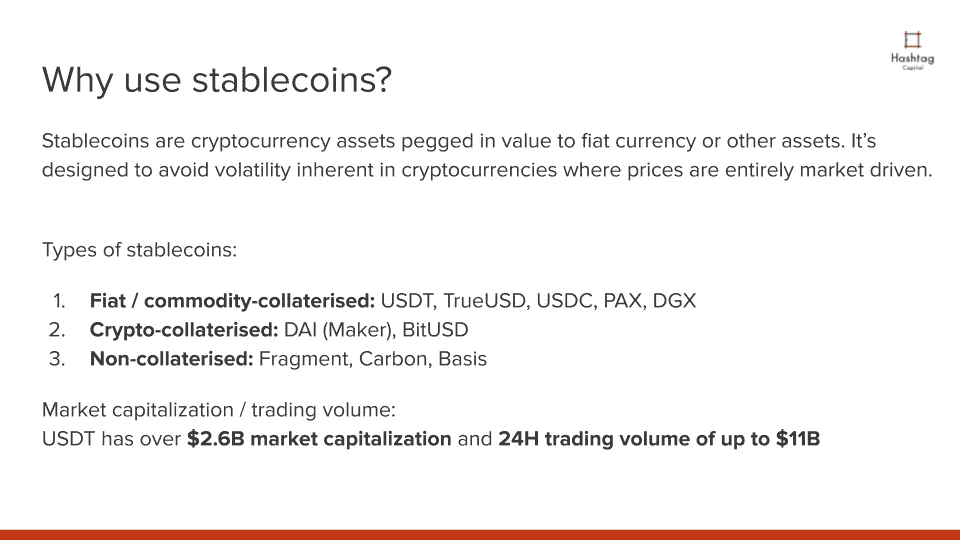 Hashtag
Capital
Why use stablecoins?
Stablecoins are cryptocurrency assets pegged in value to fiat currency or other assets. It's
designed to avoid volatility inherent in cryptocurrencies where prices are entirely market driven.
Types of stablecoins:
1. Fiat / commodity-collaterised: USDT, TrueUSD, USDC, PAX, DGX
2. Crypto-collaterised: DAI (Maker), BitUSD
3. Non-collaterised: Fragment, Carbon, Basis
Market capitalization / trading volume:
USDT has over $2.6B market capitalization and 24H trading volume of up to $11B